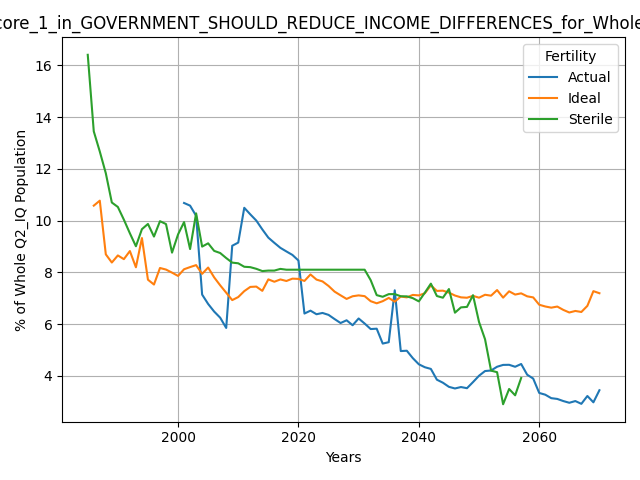 core_1_in_GOVERNMENT_SHOULD_REDUCE_INCOME_DIFFERENCES_for_Whole
Fertility
Actual
Ideal
Sterile
% of Whole Q2_IQ Population
16
14
12
10
8
6
4
2000 2020 2040 2060
Years